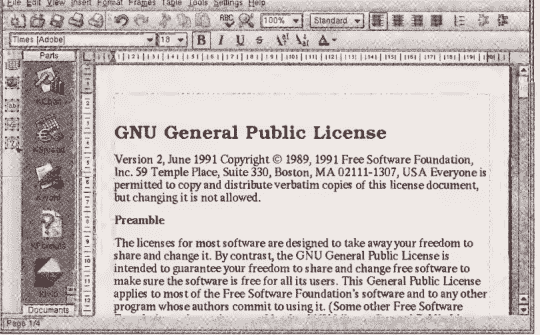 File Edit View Insert Format Frames Table Tools Settings Help
100% Standard
Times [Adobe] 18 B I U S
Parts
GNU General Public License
Version 2, June 1991 Copyright © 1989, 1991 Free Software Foundation,
Inc. 59 Temple Place, Suite 330, Boston, MA 02111-1307, USA Everyone is
permitted to copy and distribute verbatim copies of this license document,
but changing it is not allowed.
Preamble
The licenses for most software are designed to take away your freedom to
share and change it. By contrast, the GNU General Public License is
intended to guarantee your freedom to share and change free software to
make sure the software is free for all its users. This General Public License
applies to most of the Free Software Foundation's software and to any other
program whose authors commit to using it. (Some other Free Software
Documents
Page 1/4